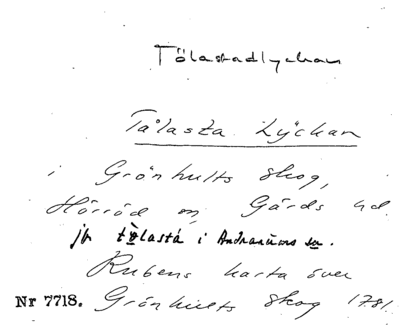 Tölastadlyckan
Tålasta Lyckan
i Grönhults skog,
Hörröd sn, Gärds hd.
jfr tölastá i Andrarums sn.
Rubens karta över
Nr 7718. Grönhults skog 1781.